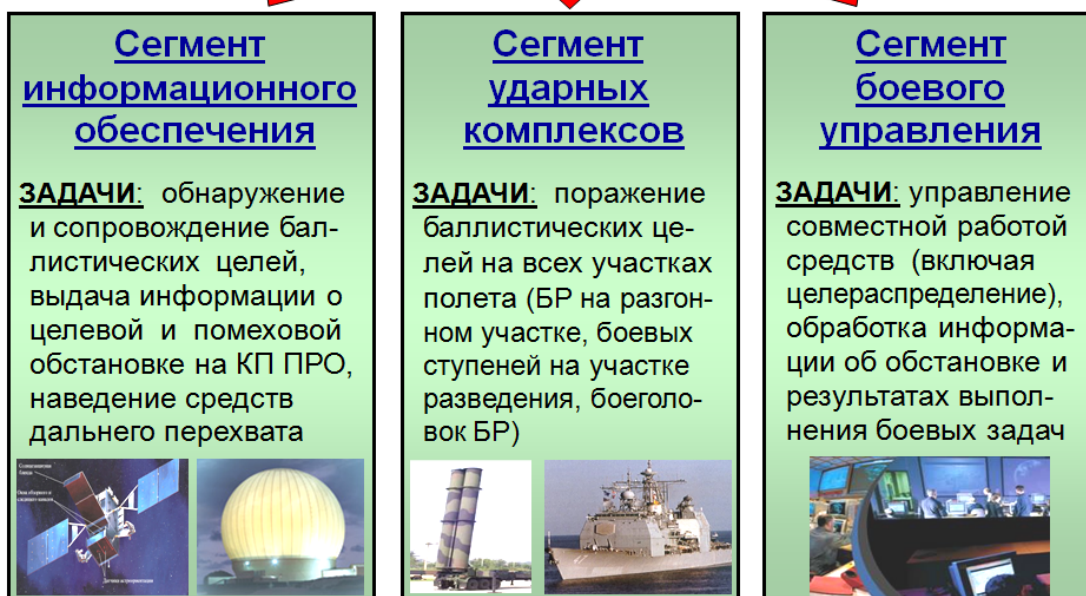 Сегмент
информационного
обеспечения
ЗАДАЧИ: обнаружение
и сопровождение бал-
листических целей,
выдача информации о
целевой и помеховой
обстановке на КП ПРО,
наведение средств
дальнего перехвата
Сегмент
ударных
комплексов
ЗАДАЧИ: поражение
баллистических це-
лей на всех участках
полета (БР на разгон-
ном участке, боевых
ступеней на участке
разведения, боеголо-
вок БР)
Сегмент
боевого
управления
ЗАДАЧИ: управление
совместной работой
средств (включая
целераспределение),
обработка информа-
ции об обстановке и
результатах выпол-
нения боевых задач